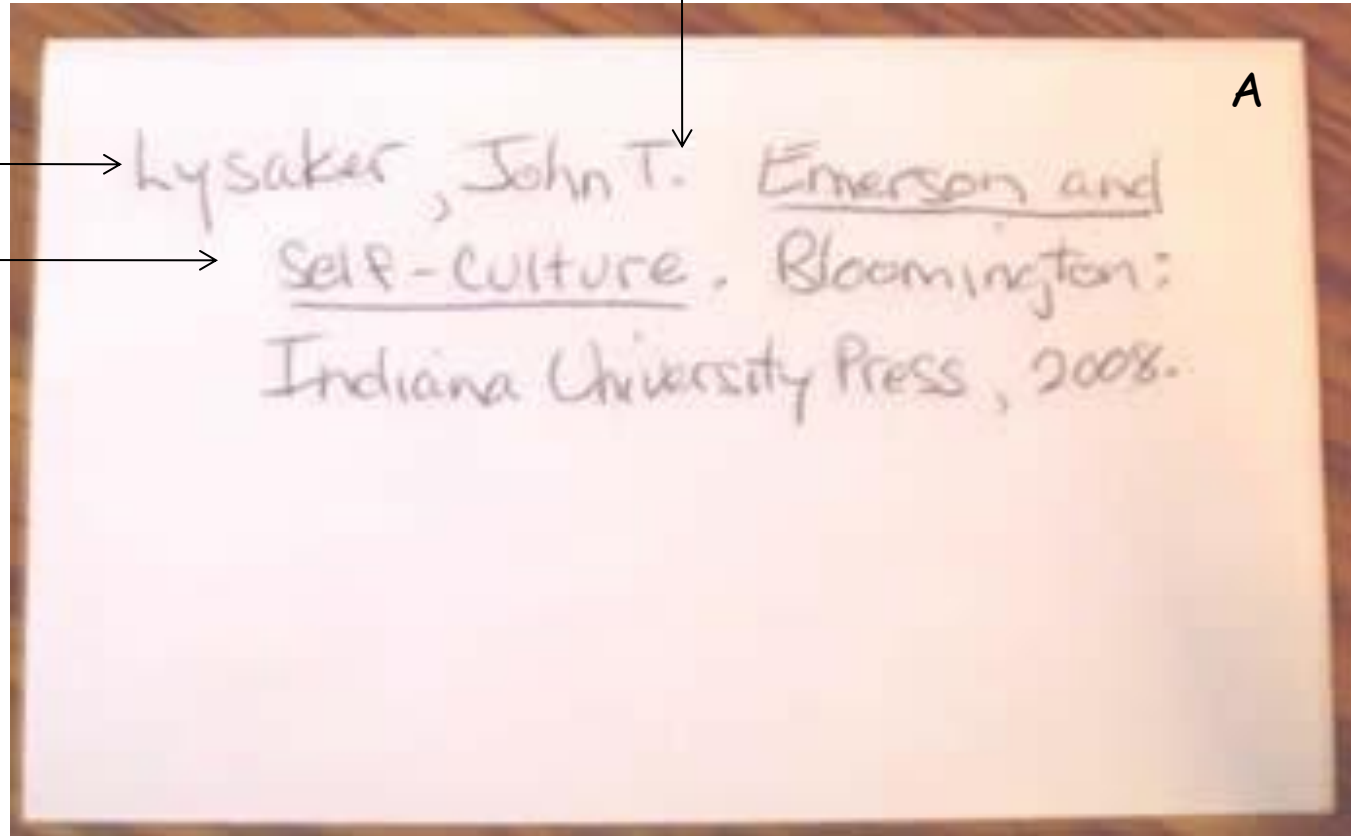 A
Lysaker, John T. Emerson and
Self-Culture. Bloomington:
Indiana University Press, 2008.